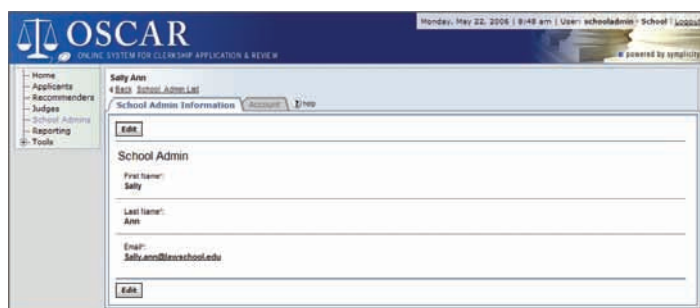 Monday, May 22, 2006 | 8:48 am | User: schooladmin - School | Logout
OSCAR
ONLINE SYSTEM FOR CLERKSHIP APPLICATION & REVIEW
powered by symplicity
Home
Applicants
Recommenders
Judges
School Admins
Reporting
Tools
Sally Ann
Back School Admin List
School Admin Information Account help
Edit
School Admin
First Name*:
Sally
Last Name*:
Ann
Email*:
Sally.ann@lawschool.edu
Edit